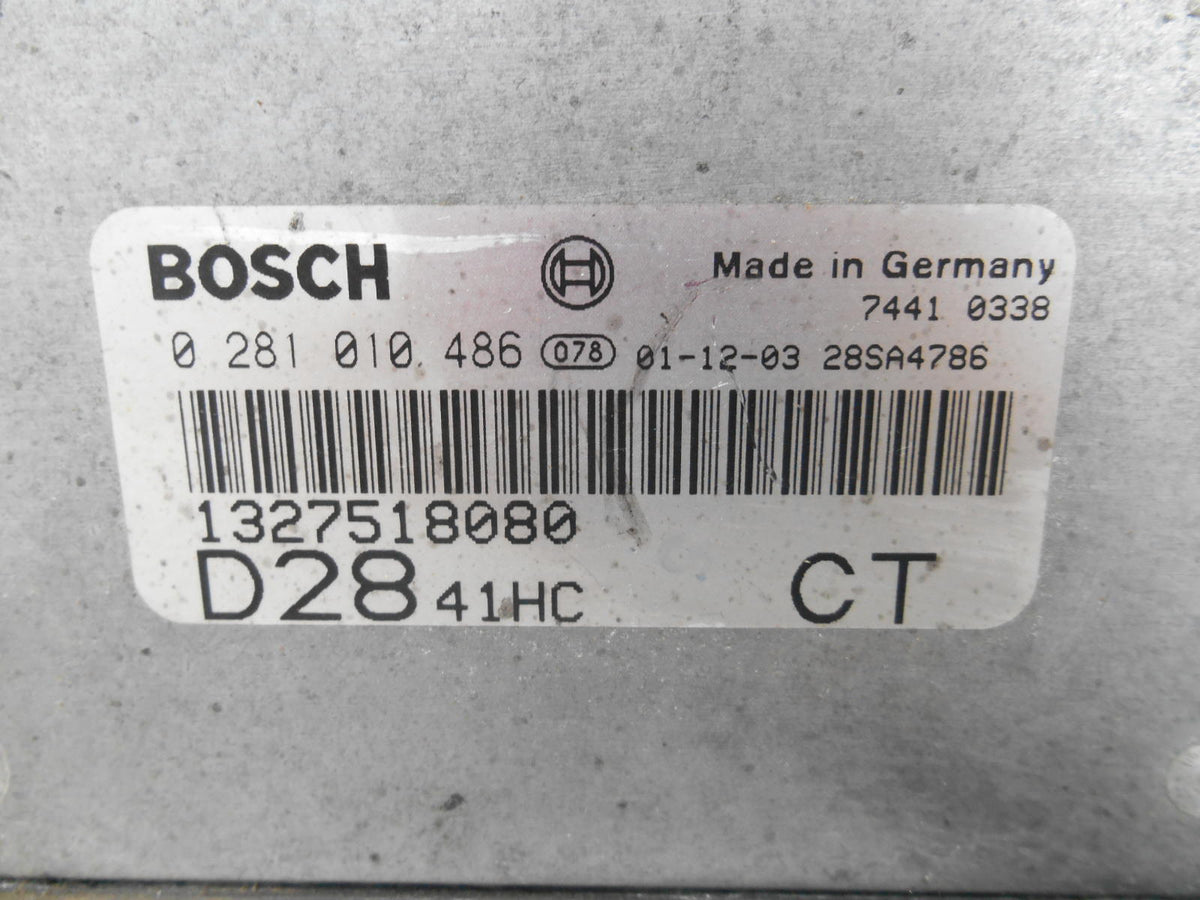 BOSCH Made in Germany
7441 0338
0 281 010 486 078 01-12-03 28SA4786
1327518080
D28 41HC CT